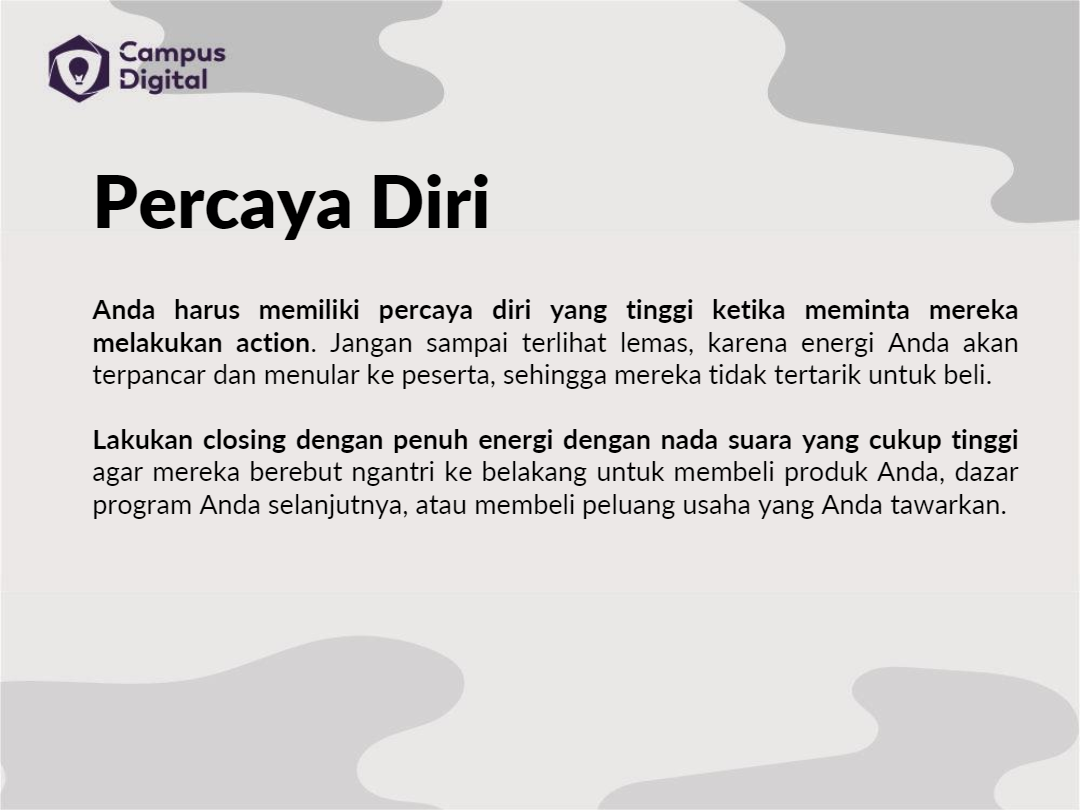 Campus
Digital
Percaya Diri
Anda harus memiliki percaya diri yang tinggi ketika meminta mereka
melakukan action. Jangan sampai terlihat lemas, karena energi Anda akan
terpancar dan menular ke peserta, sehingga mereka tidak tertarik untuk beli.
Lakukan closing dengan penuh energi dengan nada suara yang cukup tinggi
agar mereka berebut ngantri ke belakang untuk membeli produk Anda, dazar
program Anda selanjutnya, atau membeli peluang usaha yang Anda tawarkan.